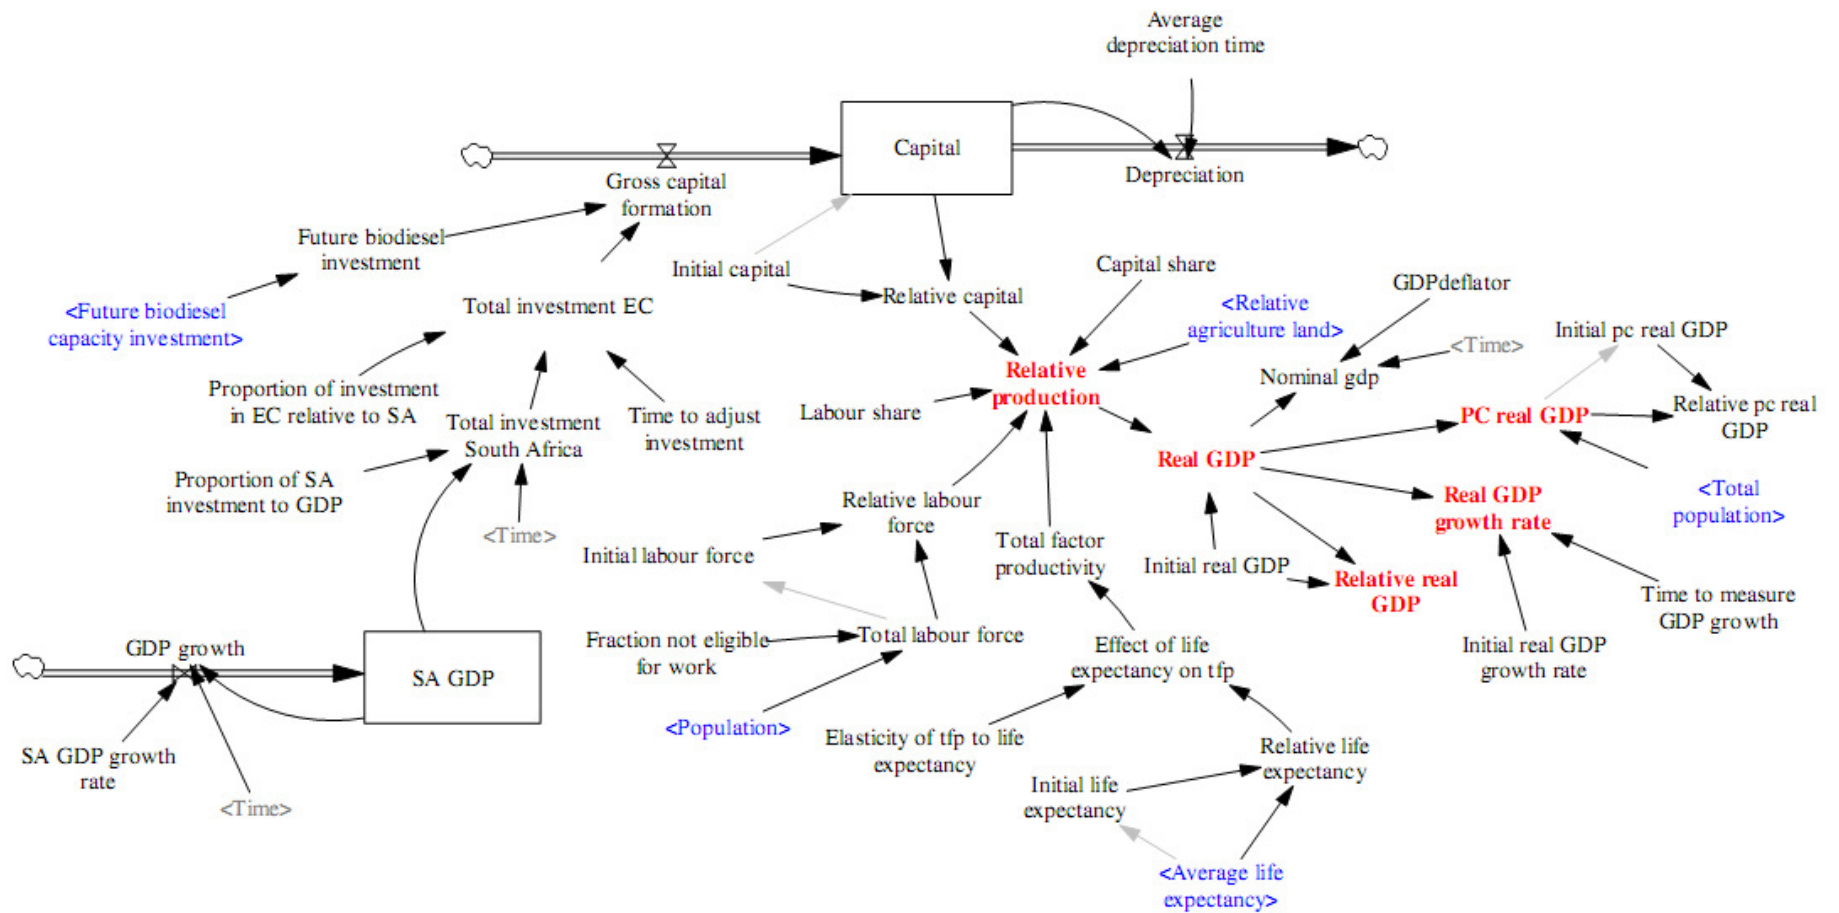 Average
depreciation time
Capital
Depreciation
Gross capital
formation
Future biodiesel
investment
<Future biodiesel
capacity investment>
Initial capital
Relative capital
Capital share
<Relative
agriculture land>
GDPdeflator
<Time>
Initial pc real GDP
Total investment EC
Relative
production
Nominal gdp
Proportion of investment
in EC relative to SA
Total investment
South Africa
Time to adjust
investment
Labour share
PC real GDP
Relative pc real
GDP
Real GDP
Proportion of SA
investment to GDP
<Time>
Relative labour
force
Real GDP
growth rate
<Total
population>
Initial labour force
Total factor
productivity
Initial real GDP
Relative real
GDP
Time to measure
GDP growth
GDP growth
SA GDP
Fraction not eligible
for work
Total labour force
Effect of life
expectancy on tfp
Initial real GDP
growth rate
<Population>
Elasticity of tfp to life
expectancy
Relative life
expectancy
SA GDP growth
rate
<Time>
Initial life
expectancy
<Average life
expectancy>